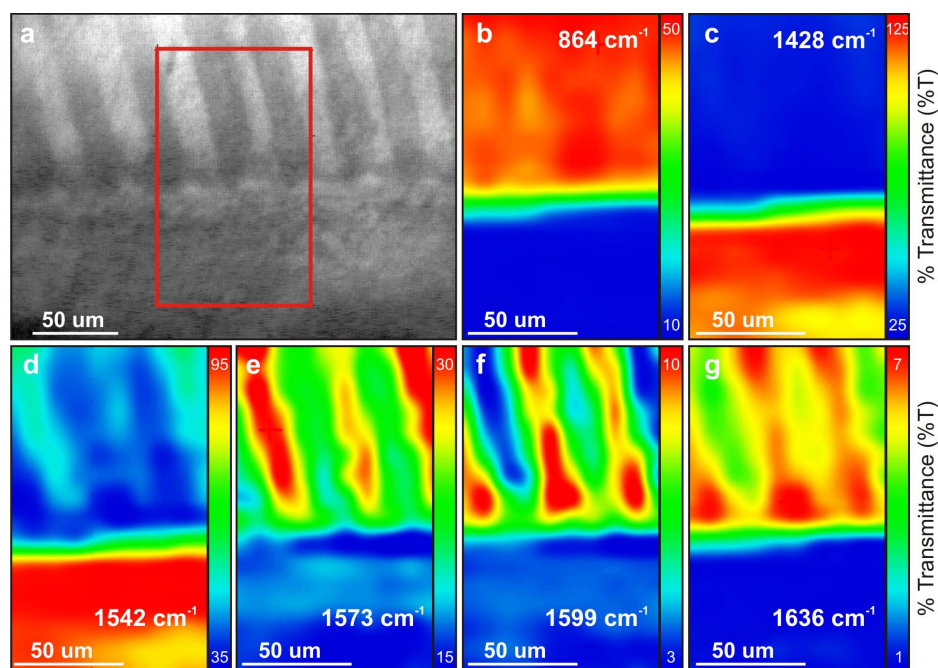 a
50 um
b
864 cm⁻¹
50 um
50
10
c
1428 cm⁻¹
50 um
125
25
% Transmittance (%T)
d
1542 cm⁻¹
50 um
95
35
e
1573 cm⁻¹
50 um
30
15
f
1599 cm⁻¹
50 um
10
3
g
1636 cm⁻¹
50 um
7
1
% Transmittance (%T)